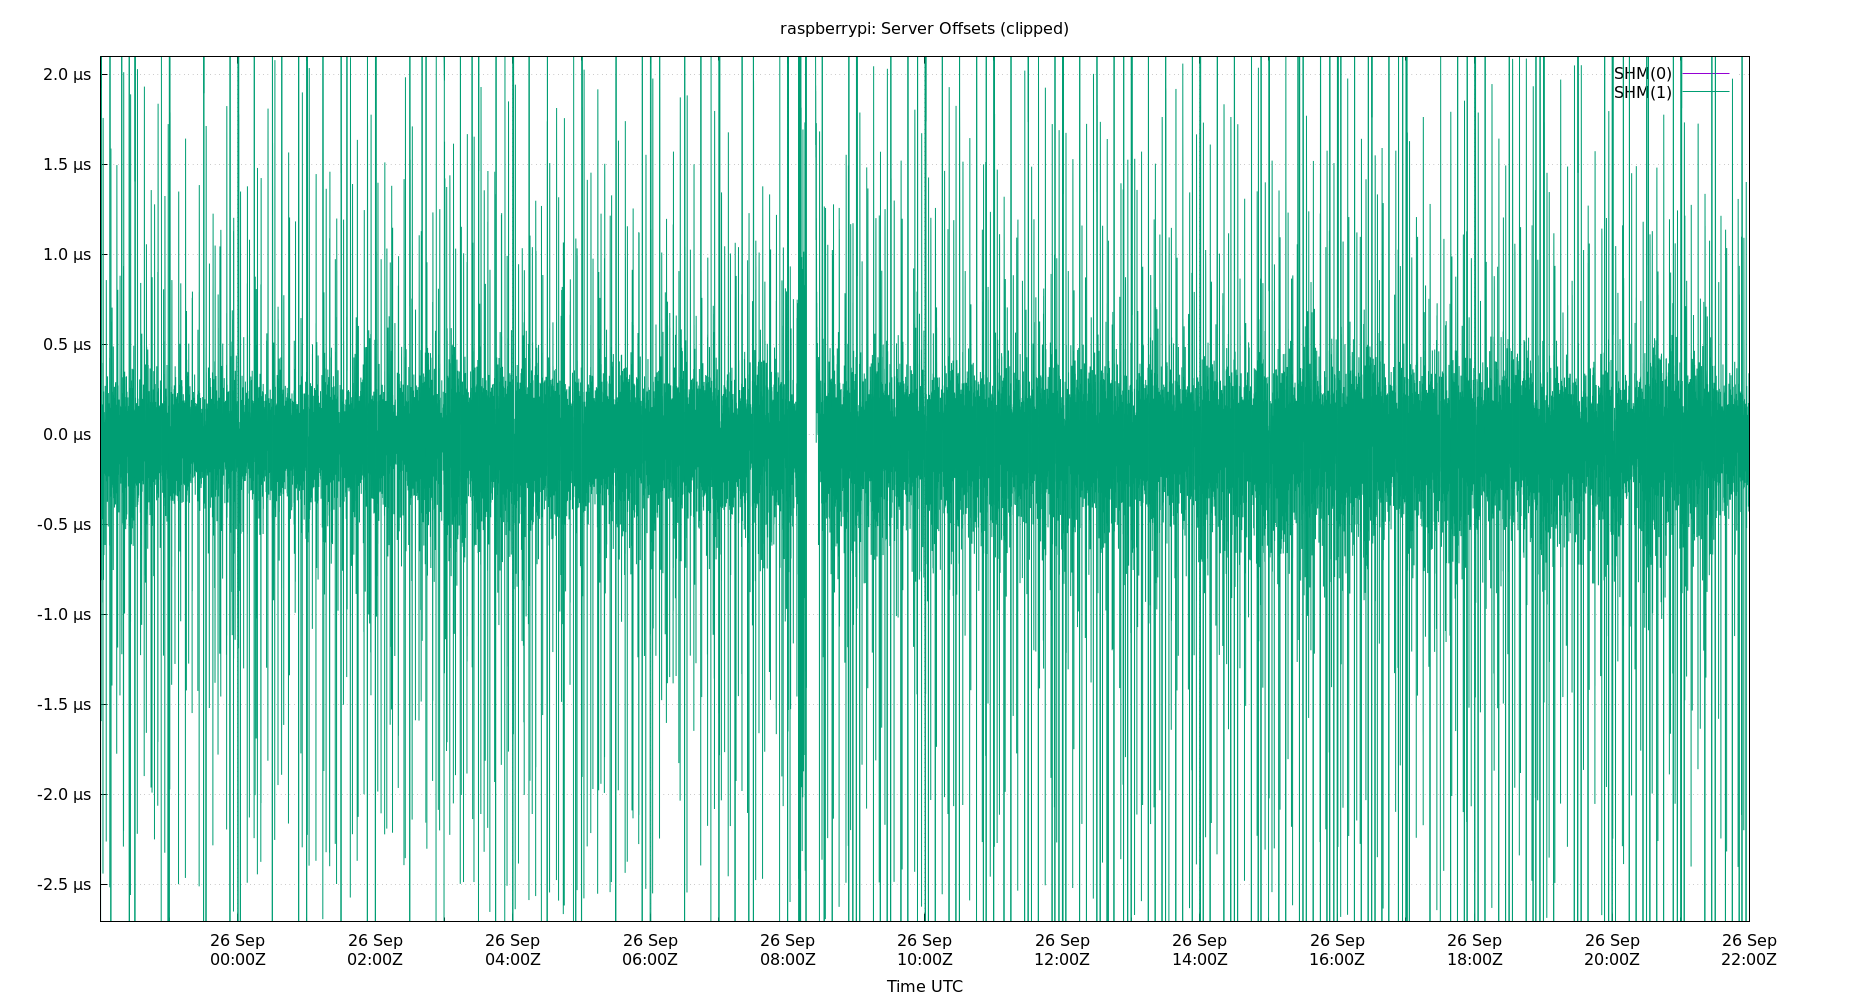 raspberrypi: Server Offsets (clipped)
2.0 µs
1.5 µs
1.0 µs
0.5 µs
0.0 µs
-0.5 µs
-1.0 µs
-1.5 µs
-2.0 µs
-2.5 µs
SHM(0)
SHM(1)
26 Sep 26 Sep 26 Sep 26 Sep 26 Sep 26 Sep 26 Sep 26 Sep 26 Sep 26 Sep 26 Sep 26 Sep
00:00Z 02:00Z 04:00Z 06:00Z 08:00Z 10:00Z 12:00Z 14:00Z 16:00Z 18:00Z 20:00Z 22:00Z
Time UTC